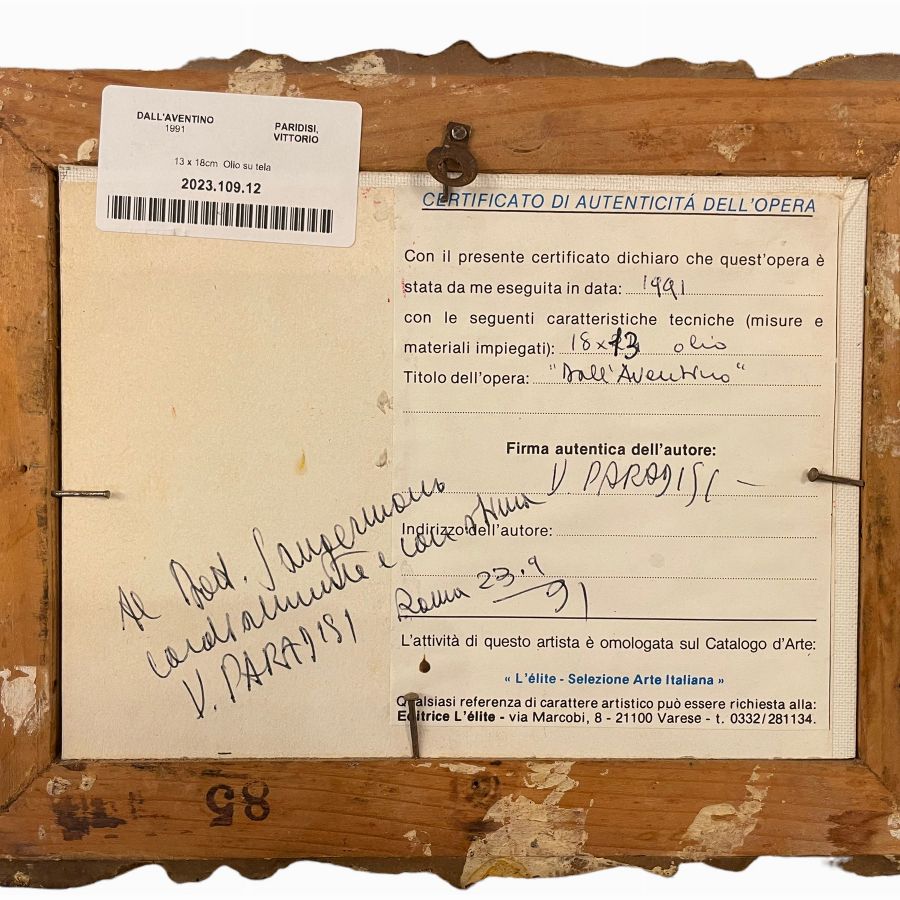 DALL'AVENTINO
1991
PARIDISI,
VITTORIO
13 x 18cm Olio su tela
2023.109.12
CERTIFICATO DI AUTENTICITÁ DELL'OPERA
Con il presente certificato dichiaro che quest'opera è
stata da me eseguita in data: 1991
con le seguenti caratteristiche tecniche (misure e
materiali impiegati): 18x13 olio
Titolo dell'opera: "Dall'Aventino"
Firma autentica dell'autore:
V. PARADISI
Indirizzo dell'autore:
Al Dott. Sangermano
cordialmente e con stima
V. PARADISI
Roma 23.9
91
L'attività di questo artista è omologata sul Catalogo d'Arte:
« L'élite - Selezione Arte Italiana »
Qualsiasi referenza di carattere artistico può essere richiesta alla:
Editrice L'élite - via Marcobi, 8 - 21100 Varese - t. 0332/281134.
85